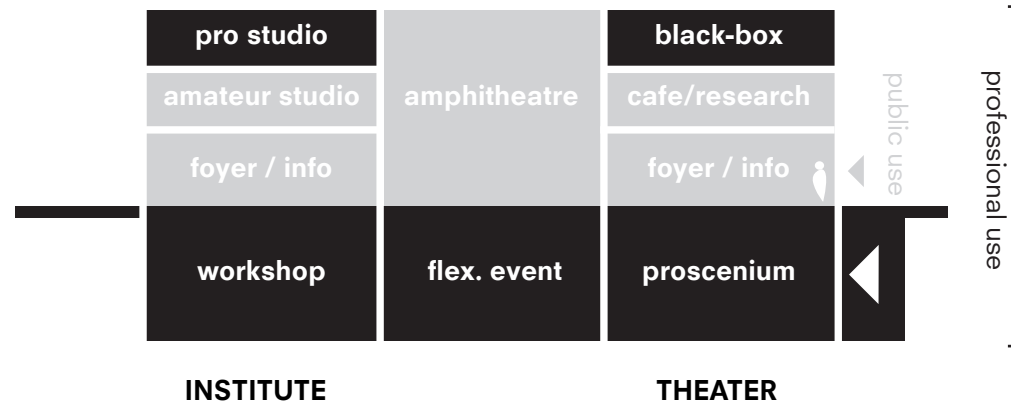 pro studio
black-box
amateur studio
amphitheatre
cafe/research
public use
professional use
foyer / info
foyer / info
workshop
flex. event
proscenium
INSTITUTE
THEATER